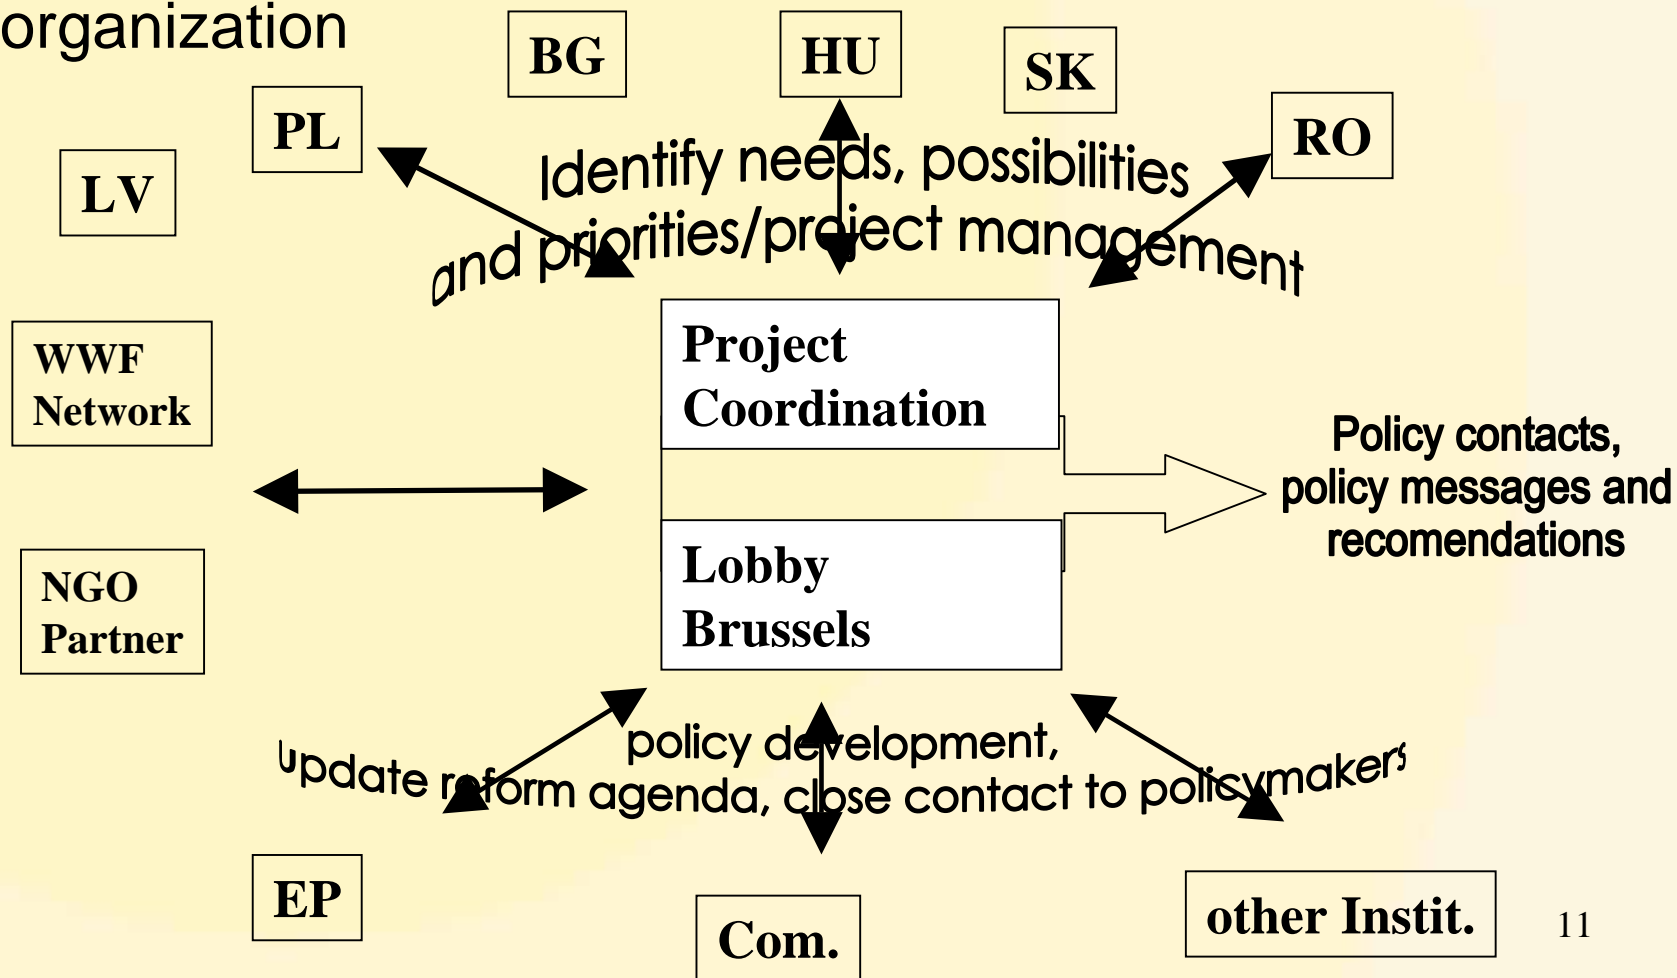 organization
BG
HU
SK
PL
RO
LV
Identify needs, possibilities
and priorities/project management
WWF
Network
Project
Coordination
Policy contacts,
policy messages and
recomendations
NGO
Partner
Lobby
Brussels
policy development,
update reform agenda, close contact to policymakers
EP
Com.
other Instit.
11